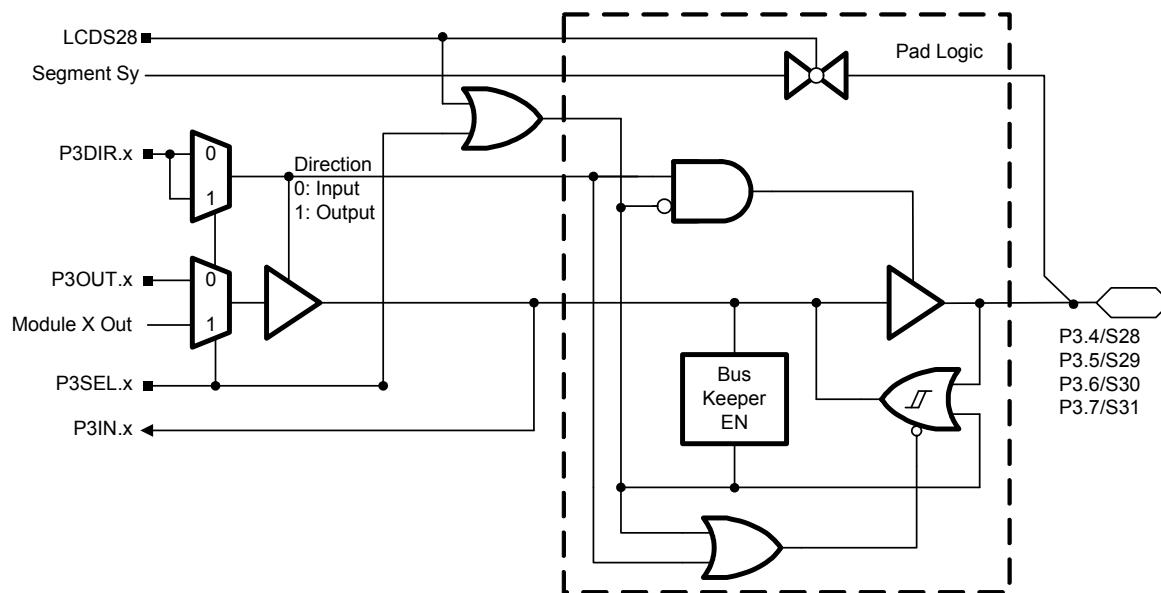 LCDS28
Pad Logic
Segment Sy
P3DIR.x
0
1
Direction
0: Input
1: Output
P3OUT.x
0
1
Module X Out
P3SEL.x
P3IN.x
Bus
Keeper
EN
P3.4/S28
P3.5/S29
P3.6/S30
P3.7/S31